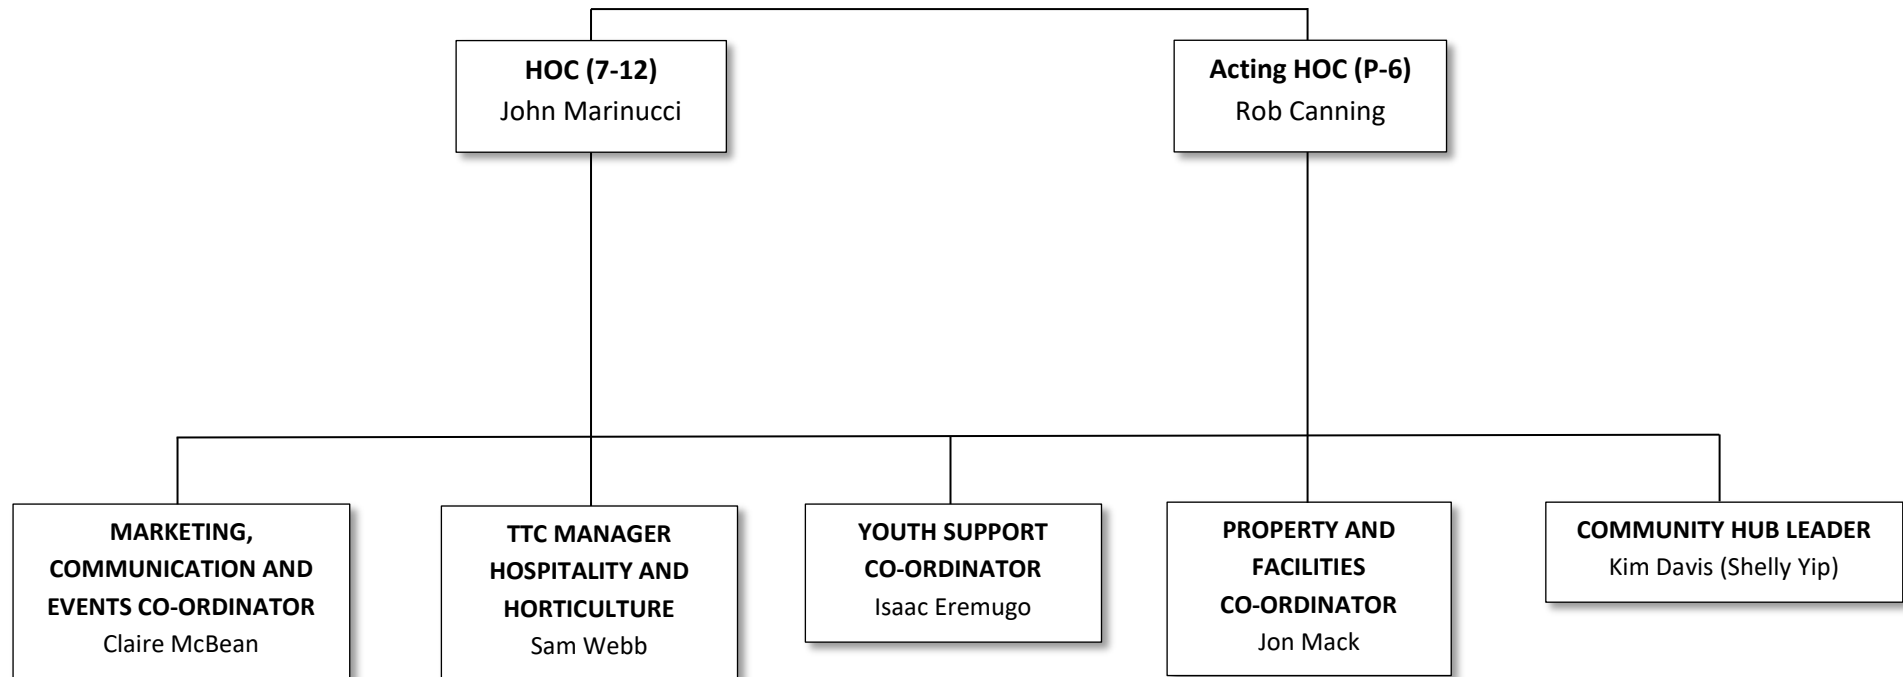 HOC (7-12)
John Marinucci
Acting HOC (P-6)
Rob Canning
MARKETING,
COMMUNICATION AND
EVENTS CO-ORDINATOR
Claire McBean
TTC MANAGER
HOSPITALITY AND
HORTICULTURE
Sam Webb
YOUTH SUPPORT
CO-ORDINATOR
Isaac Eremugo
PROPERTY AND
FACILITIES
CO-ORDINATOR
Jon Mack
COMMUNITY HUB LEADER
Kim Davis (Shelly Yip)